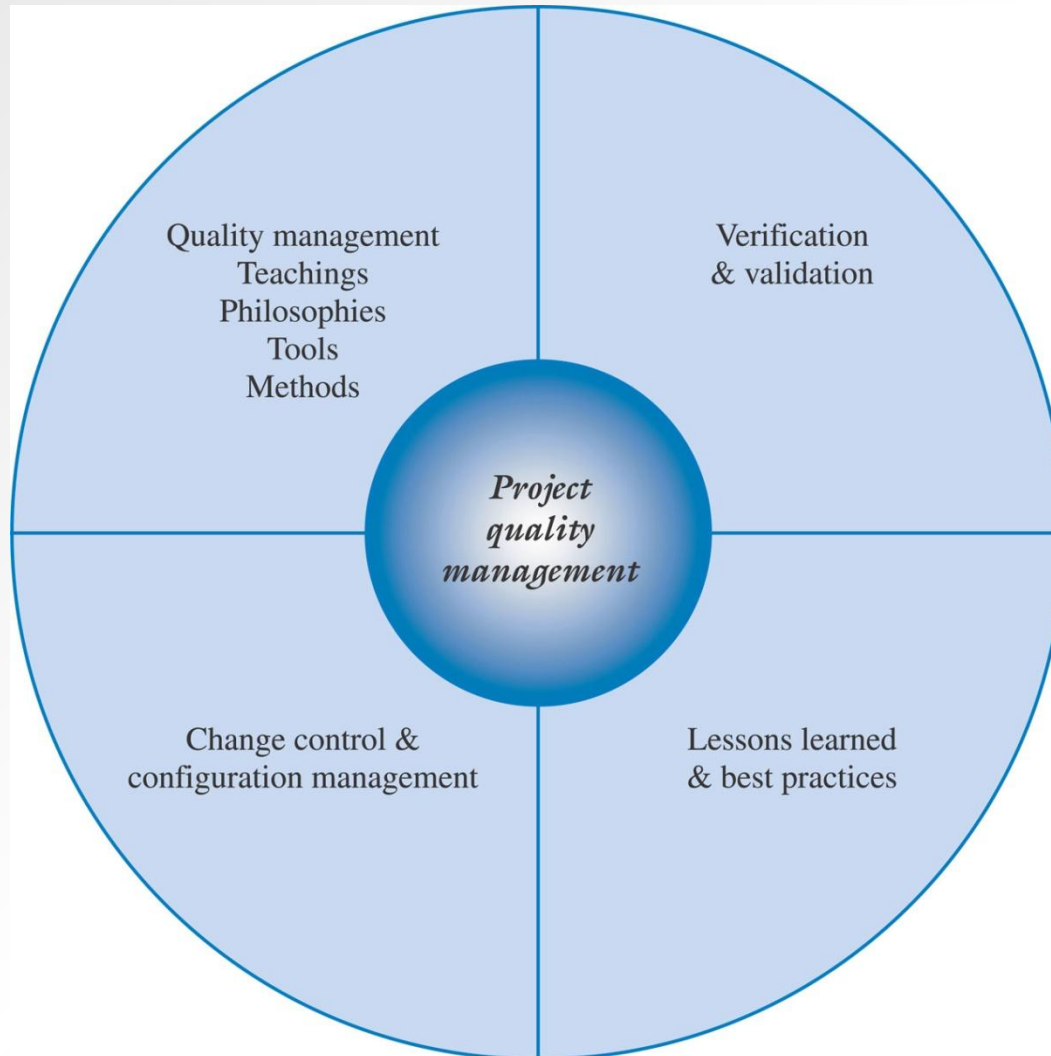 Quality management
Teachings
Philosophies
Tools
Methods
Verification
& validation
Project
quality
management
Change control &
configuration management
Lessons learned
& best practices